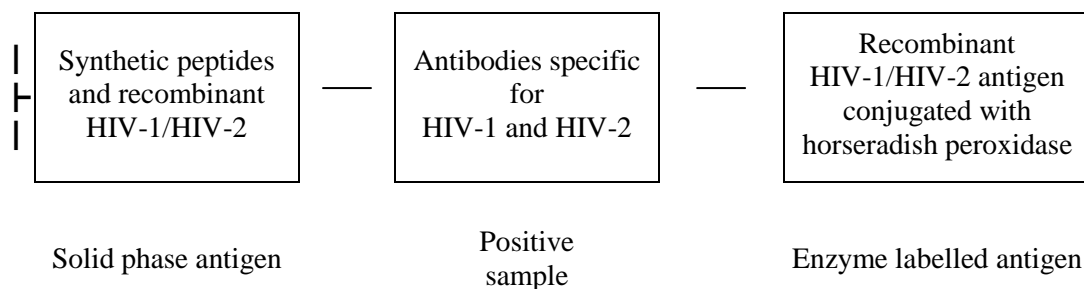 Synthetic peptides
and recombinant
HIV-1/HIV-2
Antibodies specific
for
HIV-1 and HIV-2
Recombinant
HIV-1/HIV-2 antigen
conjugated with
horseradish peroxidase
Solid phase antigen
Positive
sample
Enzyme labelled antigen